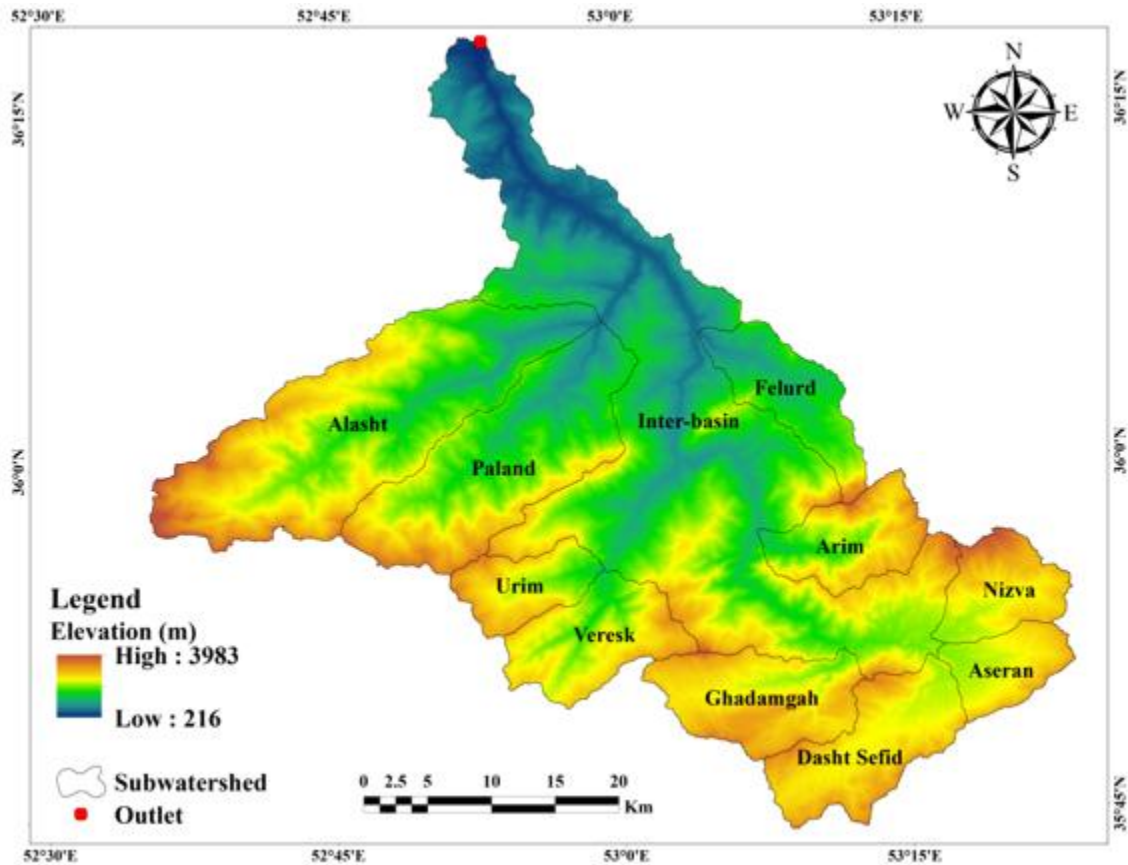 52°30'E 52°45'E 53°0'E 53°15'E
N
W E
S
36°15'N
36°15'N
Felurd
Alasht
Inter-basin
Paland
36°0'N
36°0'N
Arim
Urim
Nizva
Veresk
Aseran
Ghadamgah
Dasht Sefid
Legend
Elevation (m)
High : 3983
Low : 216
Subwatershed
Outlet
0 2.5 5 10 15 20
Km
35°45'N
52°30'E 52°45'E 53°0'E 53°15'E